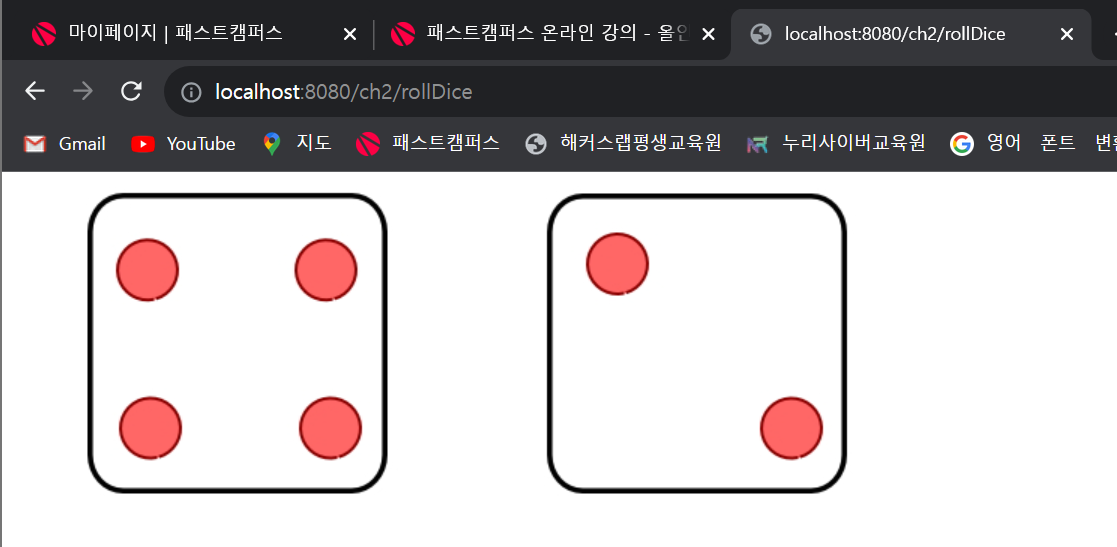 마이페이지 | 패스트캠퍼스
패스트캠퍼스 온라인 강의 - 올인
localhost:8080/ch2/rollDice
localhost:8080/ch2/rollDice
Gmail YouTube 지도 패스트캠퍼스 해커스랩평생교육원 누리사이버교육원 영어 폰트